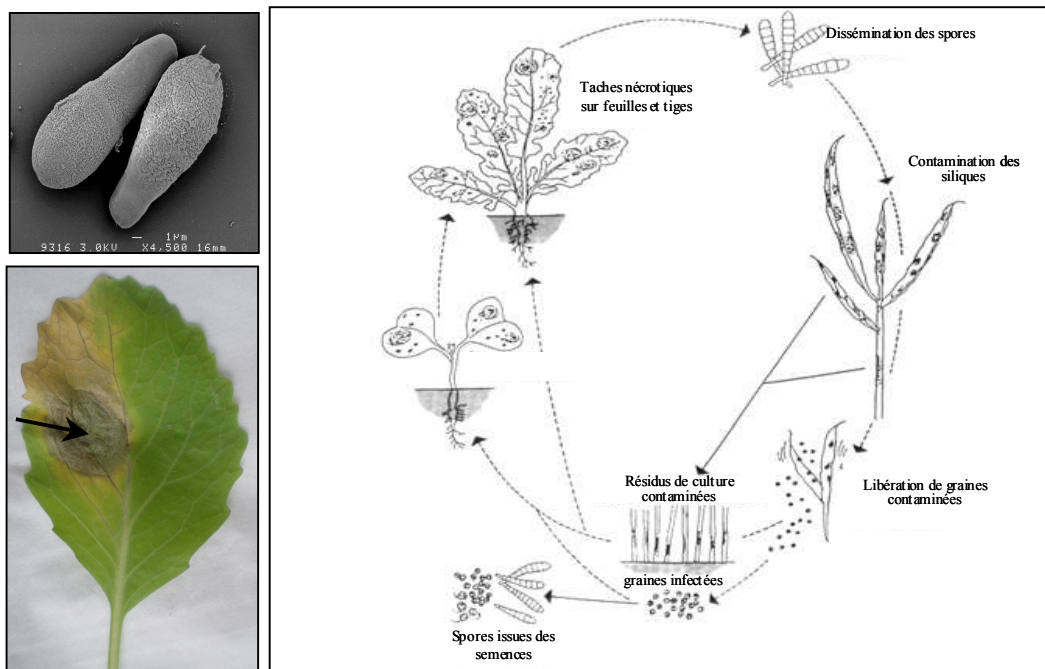 9316 3.0KV X4,500 16mm
1µm
Dissémination des spores
Taches nécrotiques
sur feuilles et tiges
Contamination des
siliques
Résidus de culture
contaminées
Libération de graines
contaminées
graines infectées
Spores issues des
semences